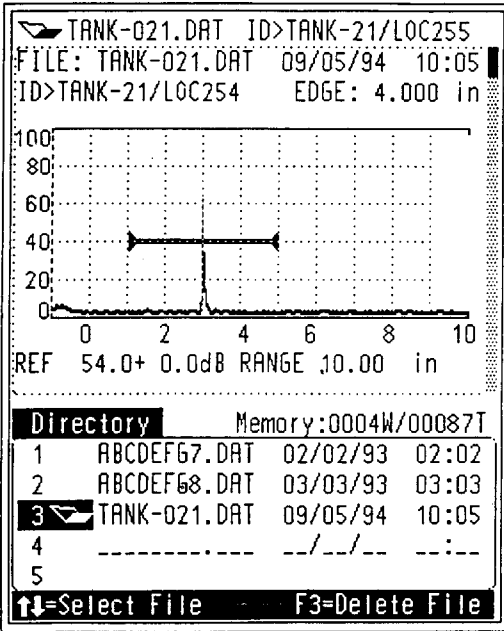 TANK-021.DAT ID>TANK-21/LOC255
FILE: TANK-021.DAT 09/05/94 10:05
ID>TANK-21/LOC254 EDGE: 4.000 in
100
80
60
40
20
0
0 2 4 6 8 10
REF 54.0+ 0.0dB RANGE 10.00 in
Directory Memory:0004W/00087T
1 ABCDEFG7.DAT 02/02/93 02:02
2 ABCDEFG8.DAT 03/03/93 03:03
3 TANK-021.DAT 09/05/94 10:05
4 --------.--- --/--/-- --:--
5
↑↓=Select File F3=Delete File